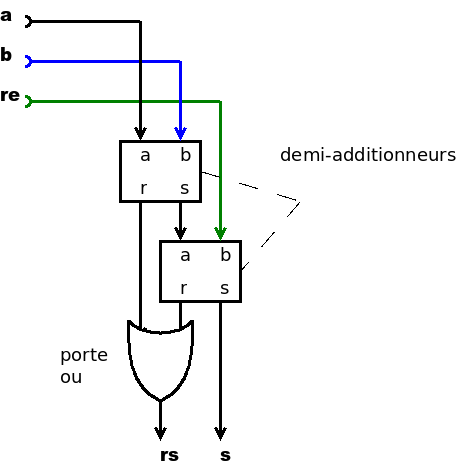 a
b
re
a b
demi-additionneurs
r s
a b
r s
porte
ou
rs s